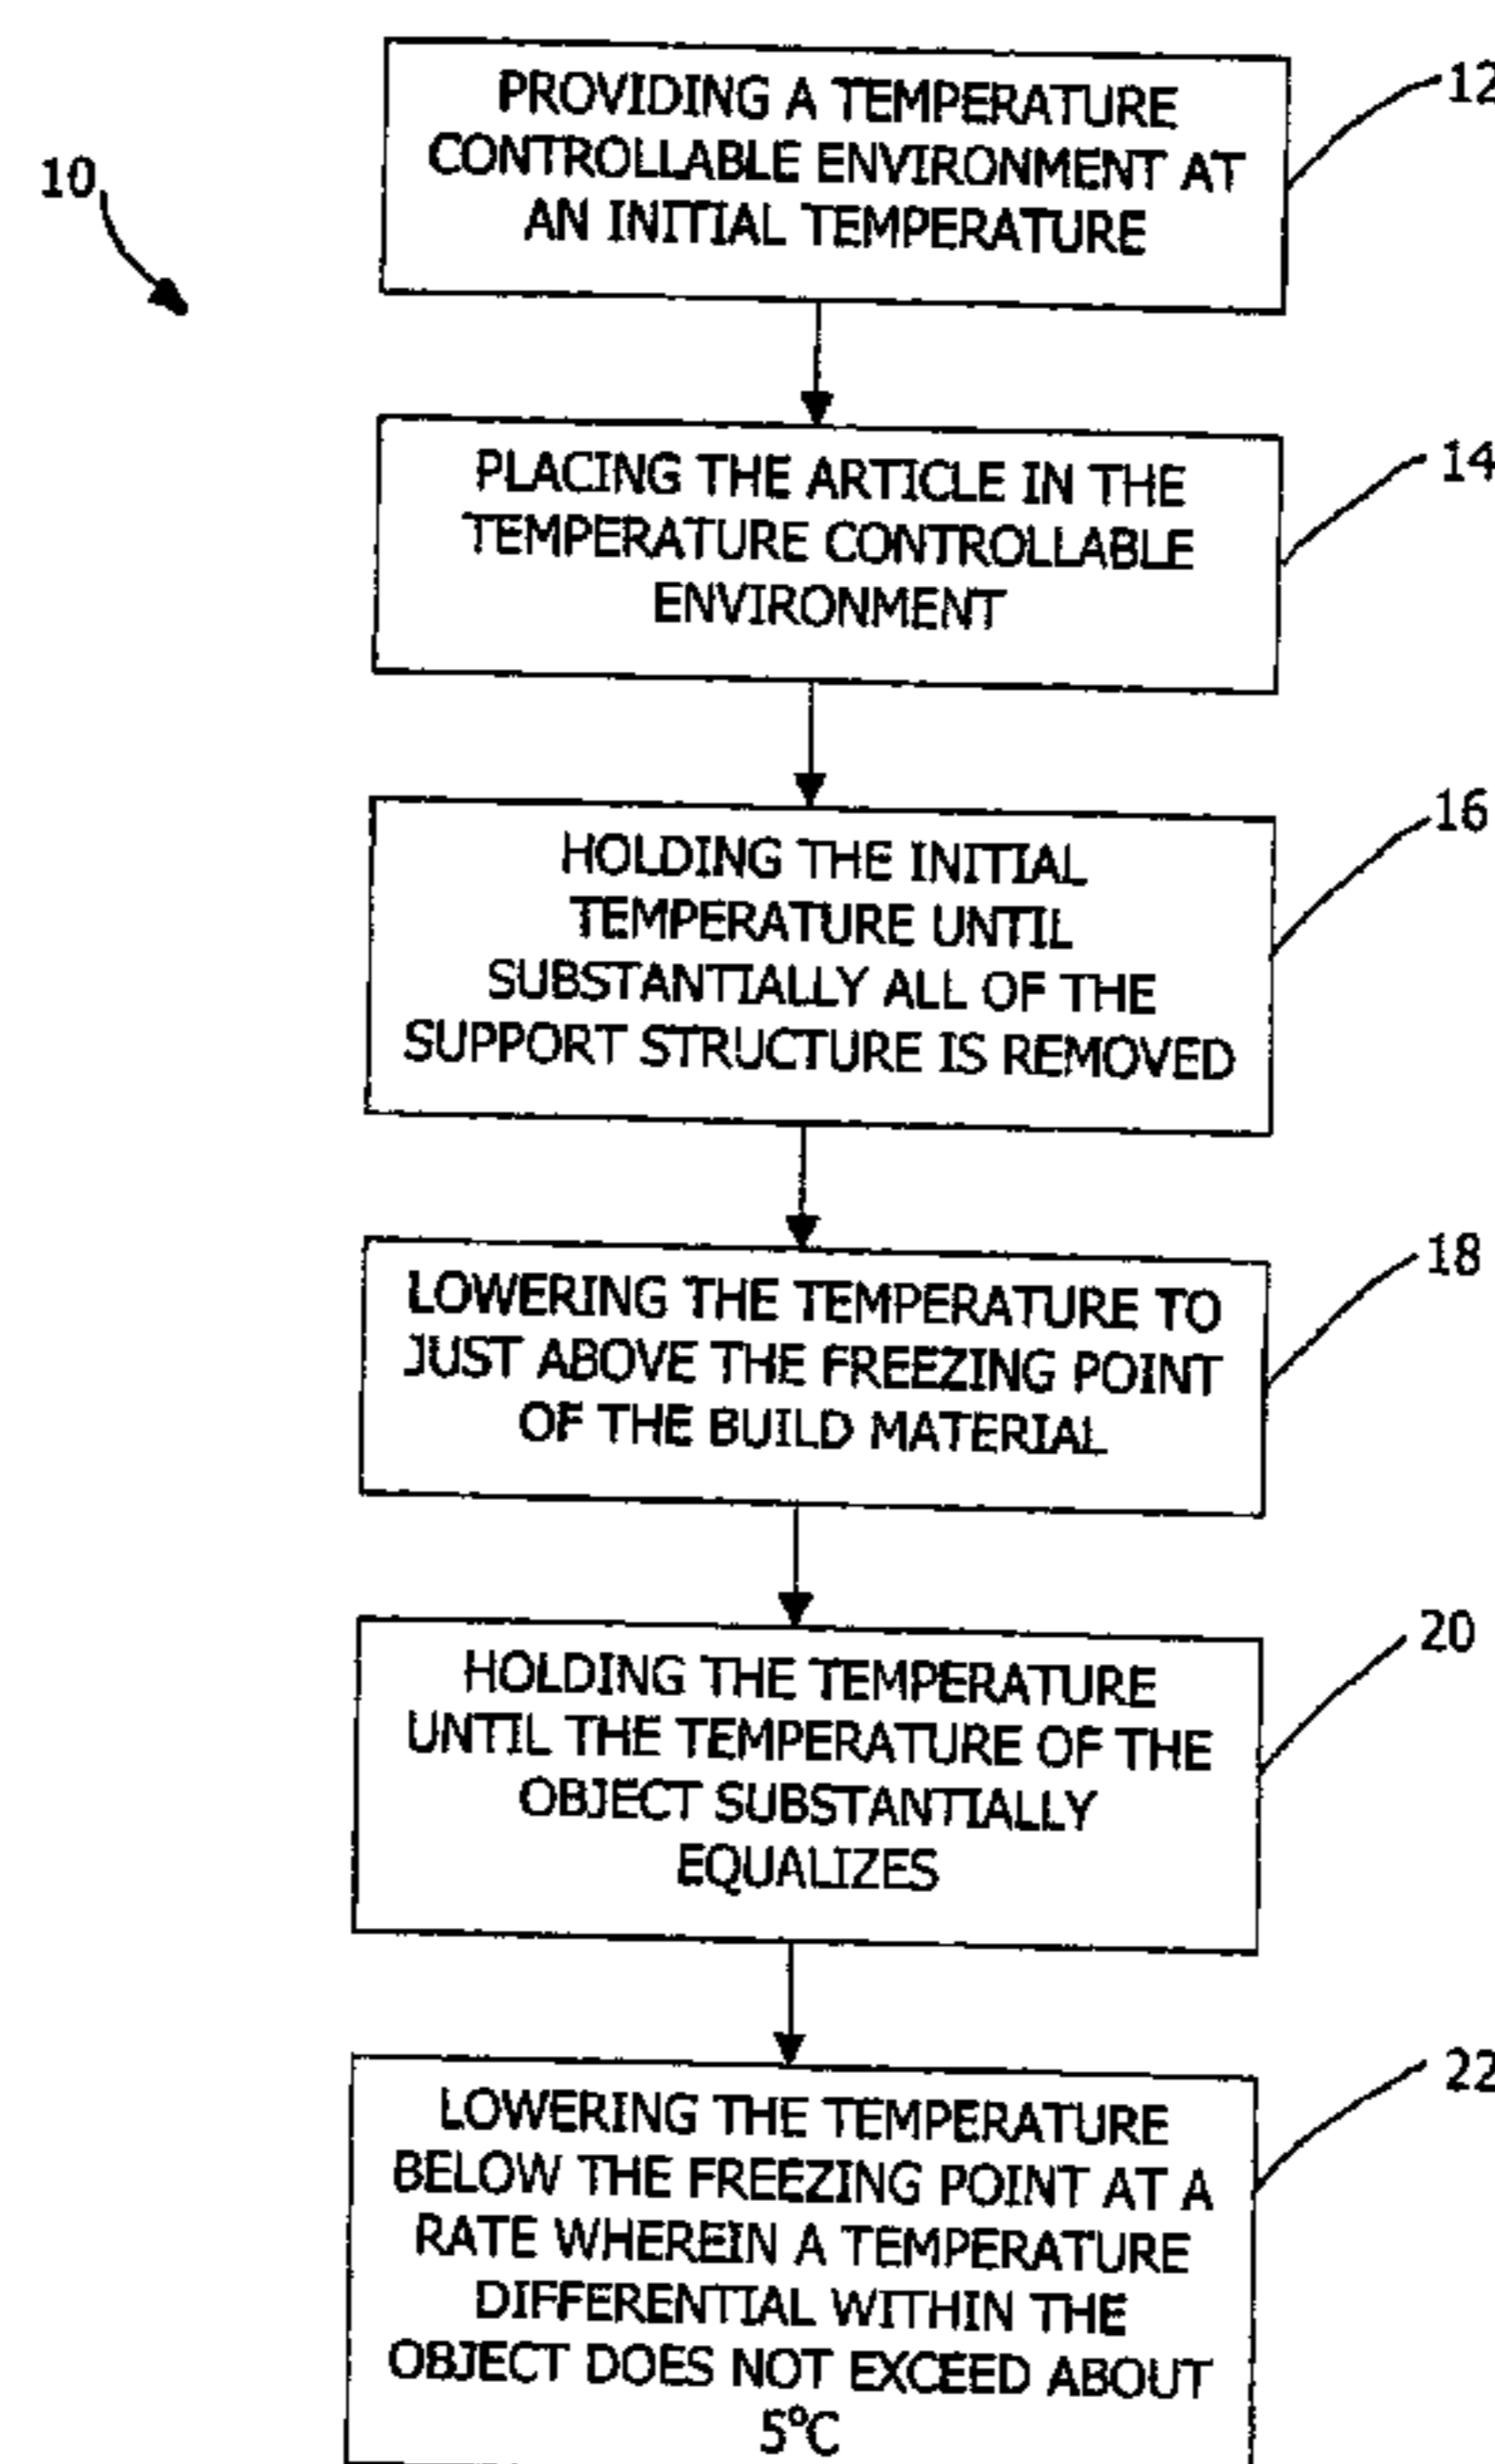 10
PROVIDING A TEMPERATURE
CONTROLLABLE ENVIRONMENT AT
AN INITIAL TEMPERATURE
12
PLACING THE ARTICLE IN THE
TEMPERATURE CONTROLLABLE
ENVIRONMENT
14
HOLDING THE INITIAL
TEMPERATURE UNTIL
SUBSTANTIALLY ALL OF THE
SUPPORT STRUCTURE IS REMOVED
16
LOWERING THE TEMPERATURE TO
JUST ABOVE THE FREEZING POINT
OF THE BUILD MATERIAL
18
HOLDING THE TEMPERATURE
UNTIL THE TEMPERATURE OF THE
OBJECT SUBSTANTIALLY
EQUALIZES
20
LOWERING THE TEMPERATURE
BELOW THE FREEZING POINT AT A
RATE WHEREIN A TEMPERATURE
DIFFERENTIAL WITHIN THE
OBJECT DOES NOT EXCEED ABOUT
5°C
22